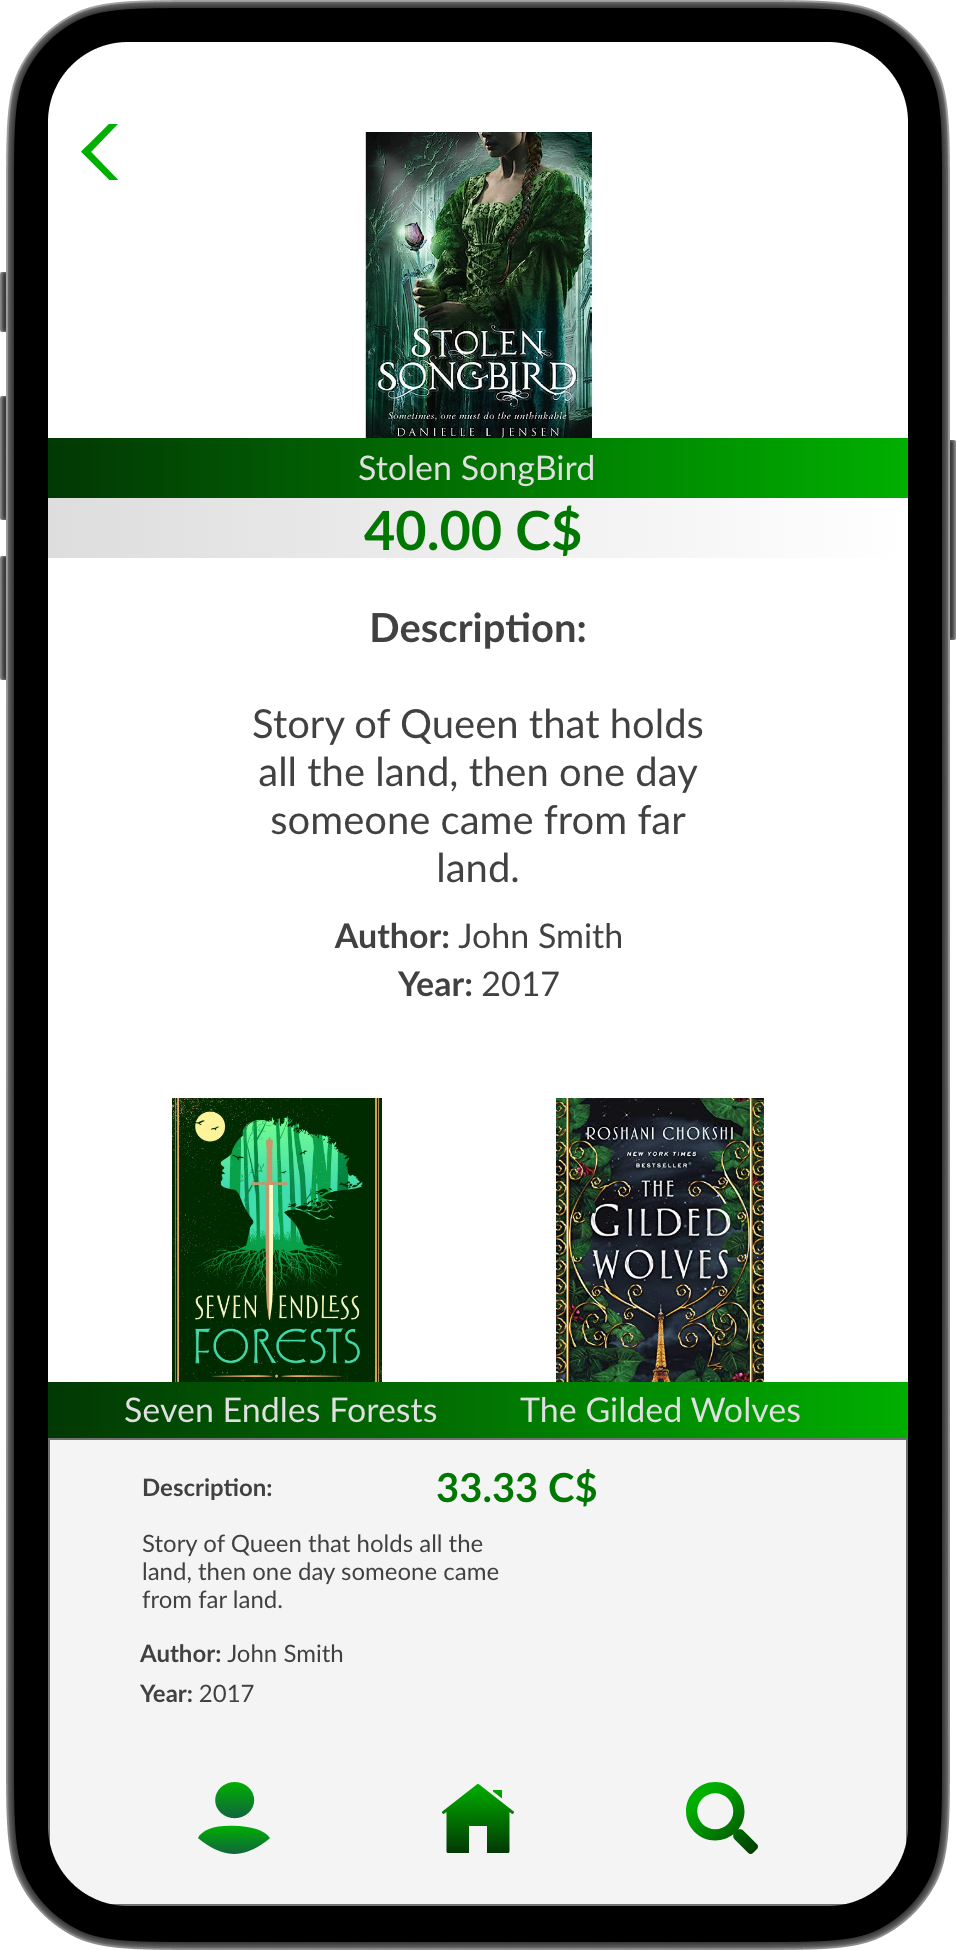 STOLEN
SONGBIRD
Sometimes, one must do the unthinkable
DANIELLE L JENSEN
Stolen SongBird
40.00 C$
Description:
Story of Queen that holds
all the land, then one day
someone came from far
land.
Author: John Smith
Year: 2017
SEVEN ENDLESS
FORESTS
ROSHANI CHOKSHI
NEW YORK TIMES
BESTSELLER
THE
GILDED
WOLVES
Seven Endles Forests
The Gilded Wolves
Description:
33.33 C$
Story of Queen that holds all the
land, then one day someone came
from far land.
Author: John Smith
Year: 2017